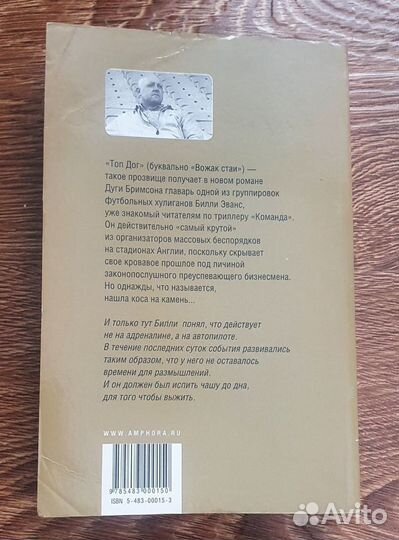 «Топ Дог» (буквально «Вожак стаи») —
такое прозвище получает в новом романе
Дуги Бримсона главарь одной из группировок
футбольных хулиганов Билли Эванс,
уже знакомый читателям по триллеру «Команда».
Он действительно "самый крутой"
из организаторов массовых беспорядков
на стадионах Англии, поскольку скрывает
свое кровавое прошлое под личиной
законопослушного преуспевающего бизнесмена.
Но однажды, что называется,
нашла коса на камень...
И только тут Билли понял, что действует
не на адреналине, а на автопилоте.
В течение последних суток события развивались
таким образом, что у него не оставалось
времени для размышлений.
И он должен был испить чашу до дна,
для того чтобы выжить.
WWW.AMPHORA.RU
9785483000150
ISBN 5-483-00015-3
Avito